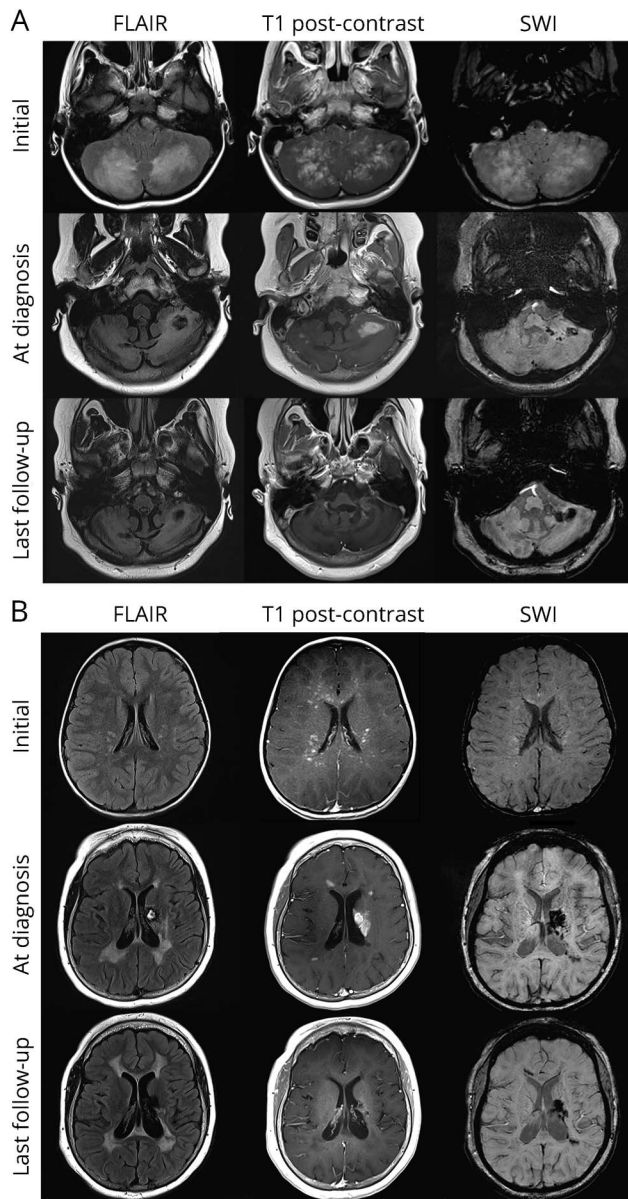 A
FLAIR T1 post-contrast SWI
Initial
At diagnosis
Last follow-up
B
FLAIR T1 post-contrast SWI
Initial
At diagnosis
Last follow-up